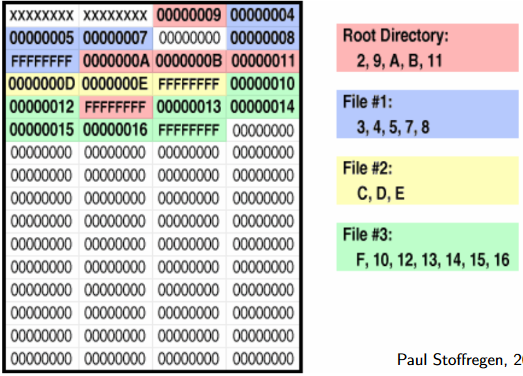 XXXXXXXX XXXXXXXX 00000009 00000004
00000005 00000007 00000000 00000008
FFFFFFFF 0000000A 0000000B 00000011
0000000D 0000000E FFFFFFFF 00000010
00000012 FFFFFFFF 00000013 00000014
00000015 00000016 FFFFFFFF 00000000
00000000 00000000 00000000 00000000
00000000 00000000 00000000 00000000
00000000 00000000 00000000 00000000
00000000 00000000 00000000 00000000
00000000 00000000 00000000 00000000
00000000 00000000 00000000 00000000
00000000 00000000 00000000 00000000
00000000 00000000 00000000 00000000
00000000 00000000 00000000 00000000
00000000 00000000 00000000 00000000
Root Directory:
2, 9, A, B, 11
File #1:
3, 4, 5, 7, 8
File #2:
C, D, E
File #3:
F, 10, 12, 13, 14, 15, 16
Paul Stoffregen,